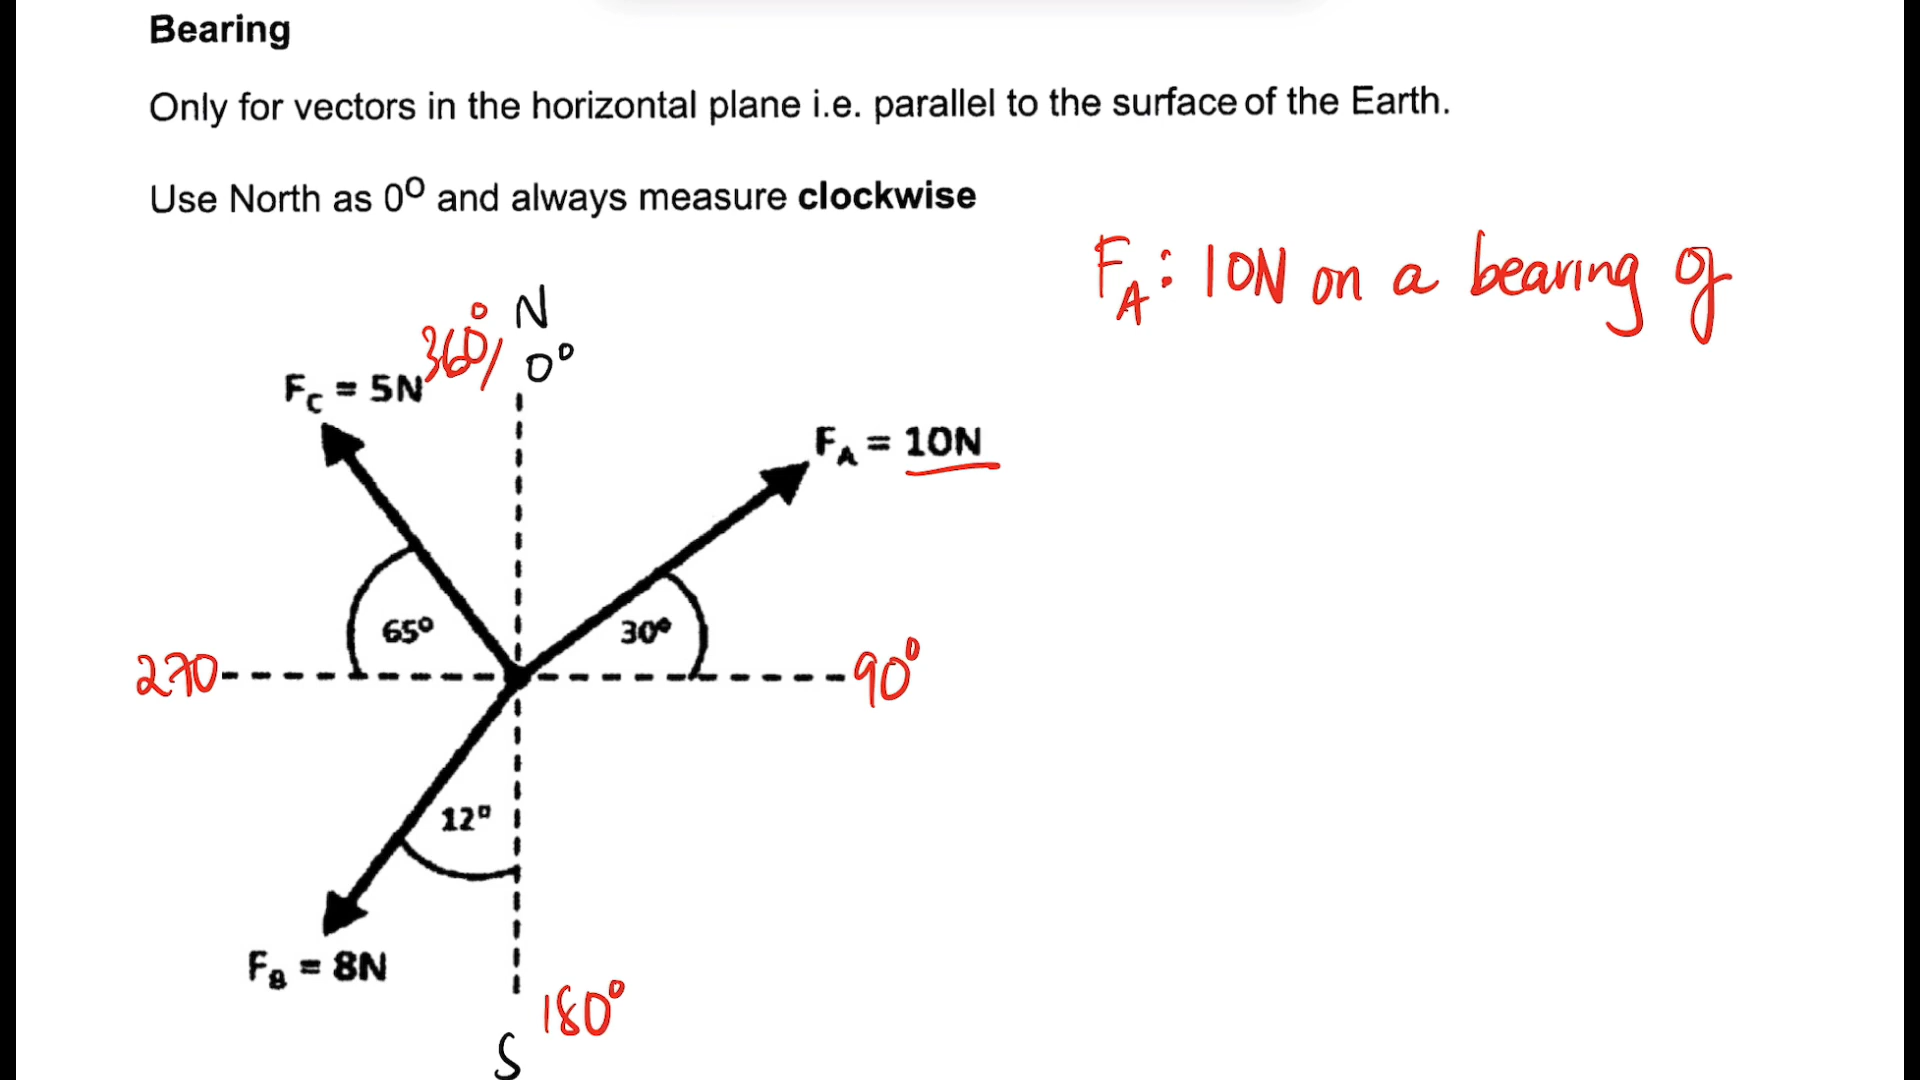 Bearing
Only for vectors in the horizontal plane i.e. parallel to the surface of the Earth.
Use North as 0⁰ and always measure clockwise
F_A: 10N on a bearing of
N
360°/ 0°
F_C = 5N
F_A = 10N
65° 30°
270 90°
12°
F_B = 8N
180°
S